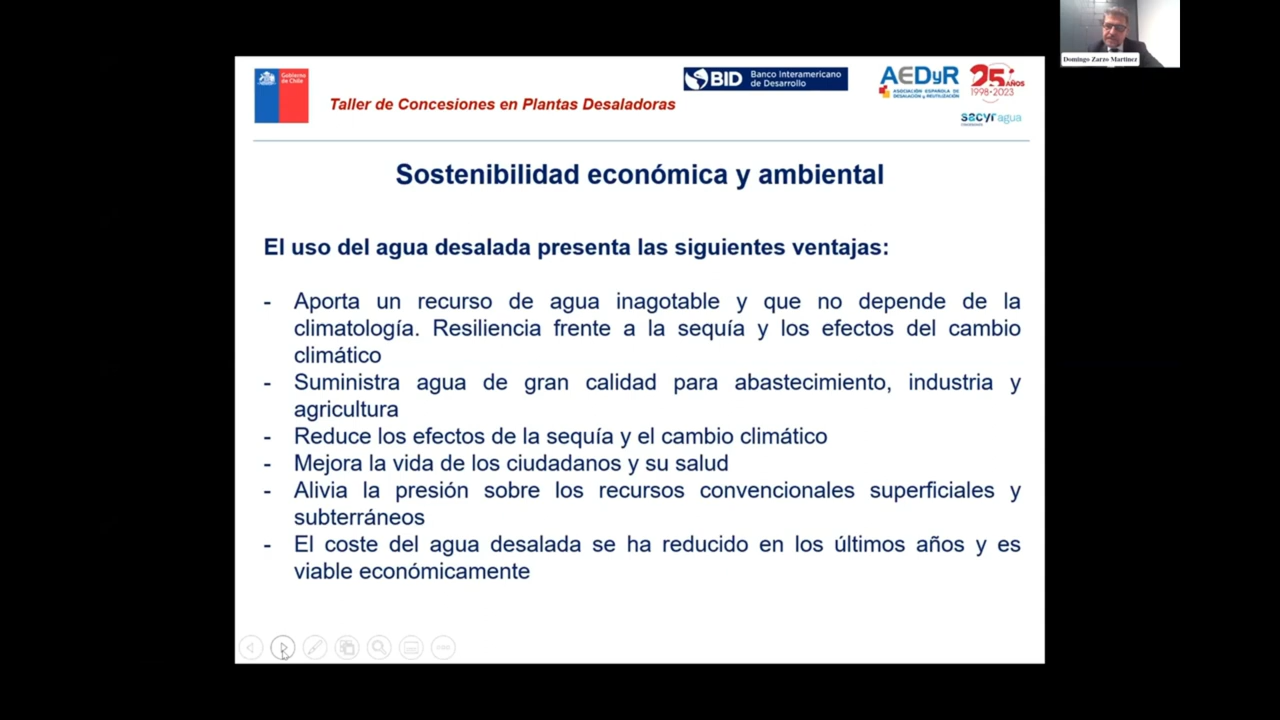 Domingo Zarzo Martínez
Gobierno
de Chile
Taller de Concesiones en Plantas Desaladoras
BID
Banco Interamericano
de Desarrollo
AEDyR
ASOCIACIÓN ESPAÑOLA DE
DESALACIÓN y REUTILIZACIÓN
25 AÑOS
1998-2023
sacyr agua
Sostenibilidad económica y ambiental
El uso del agua desalada presenta las siguientes ventajas:
- Aporta un recurso de agua inagotable y que no depende de la
climatología. Resiliencia frente a la sequía y los efectos del cambio
climático
- Suministra agua de gran calidad para abastecimiento, industria y
agricultura
- Reduce los efectos de la sequía y el cambio climático
- Mejora la vida de los ciudadanos y su salud
- Alivia la presión sobre los recursos convencionales superficiales y
subterráneos
- El coste del agua desalada se ha reducido en los últimos años y es
viable económicamente